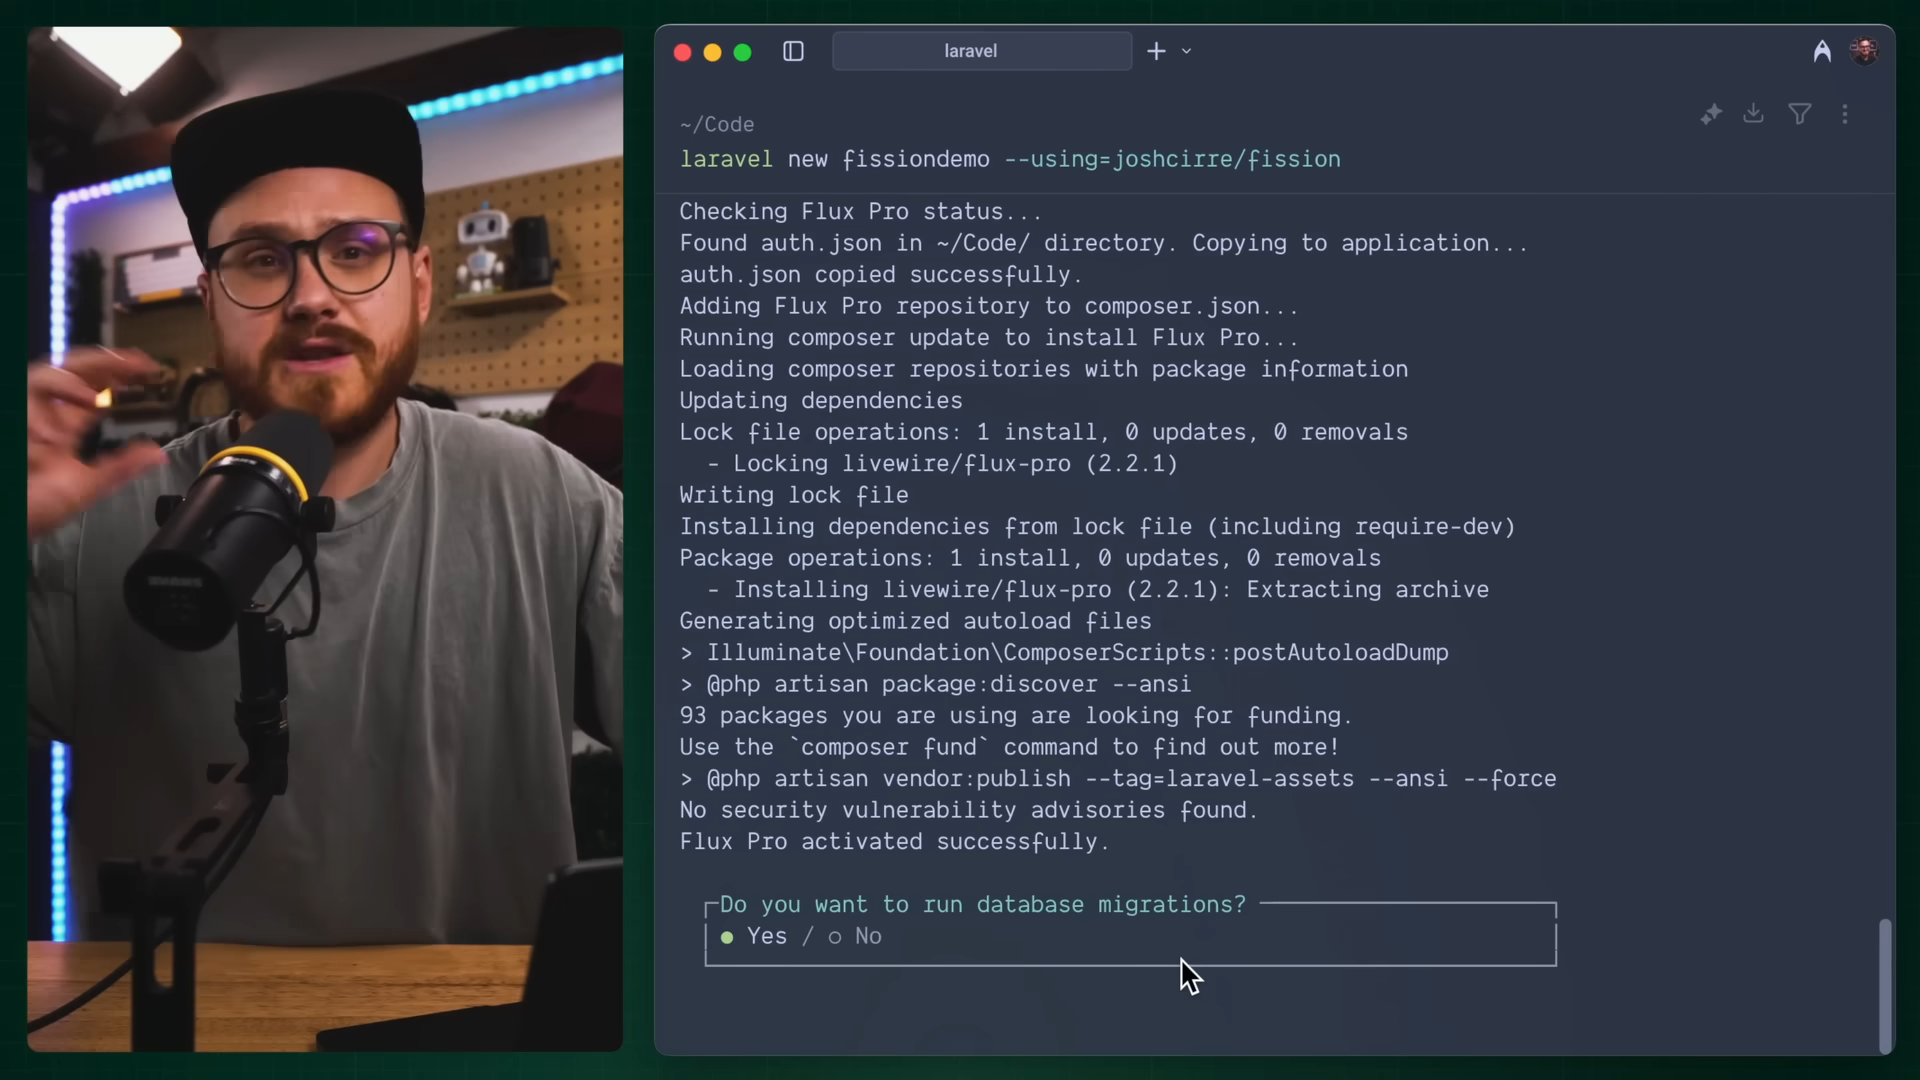 laravel
~/Code
laravel new fissiondemo --using=joshcirre/fission
Checking Flux Pro status...
Found auth.json in ~/Code/ directory. Copying to application...
auth.json copied successfully.
Adding Flux Pro repository to composer.json...
Running composer update to install Flux Pro...
Loading composer repositories with package information
Updating dependencies
Lock file operations: 1 install, 0 updates, 0 removals
- Locking livewire/flux-pro (2.2.1)
Writing lock file
Installing dependencies from lock file (including require-dev)
Package operations: 1 install, 0 updates, 0 removals
- Installing livewire/flux-pro (2.2.1): Extracting archive
Generating optimized autoload files
> Illuminate\Foundation\ComposerScripts::postAutoloadDump
> @php artisan package:discover --ansi
93 packages you are using are looking for funding.
Use the `composer fund` command to find out more!
> @php artisan vendor:publish --tag=laravel-assets --ansi --force
No security vulnerability advisories found.
Flux Pro activated successfully.
Do you want to run database migrations?
● Yes / ○ No